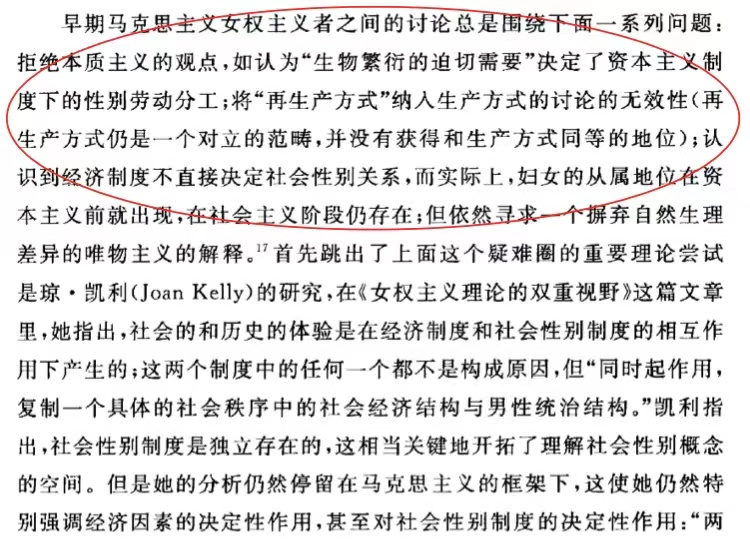 早期马克思主义女权主义者之间的讨论总是围绕下面一系列问题：
拒绝本质主义的观点，如认为“生物繁衍的迫切需要”决定了资本主义制
度下的性别劳动分工；将“再生产方式”纳入生产方式的讨论的无效性(再
生产方式仍是一个对立的范畴，并没有获得和生产方式同等的地位)；认
识到经济制度不直接决定社会性别关系，而实际上，妇女的从属地位在资
本主义前就出现，在社会主义阶段仍存在；但依然寻求一个摒弃自然生理
差异的唯物主义的解释。17首先跳出了上面这个疑难圈的重要理论尝试
是琼·凯利(Joan Kelly)的研究，在《女权主义理论的双重视野》这篇文章
里，她指出，社会的和历史的体验是在经济制度和社会性别制度的相互作
用下产生的；这两个制度中的任何一个都不是构成原因，但“同时起作用，
复制一个具体的社会秩序中的社会经济结构与男性统治结构。”凯利指
出，社会性别制度是独立存在的，这相当关键地开拓了理解社会性别概念
的空间。但是她的分析仍然停留在马克思主义的框架下，这使她仍然特
别强调经济因素的决定性作用，甚至对社会性别制度的决定性作用：“两